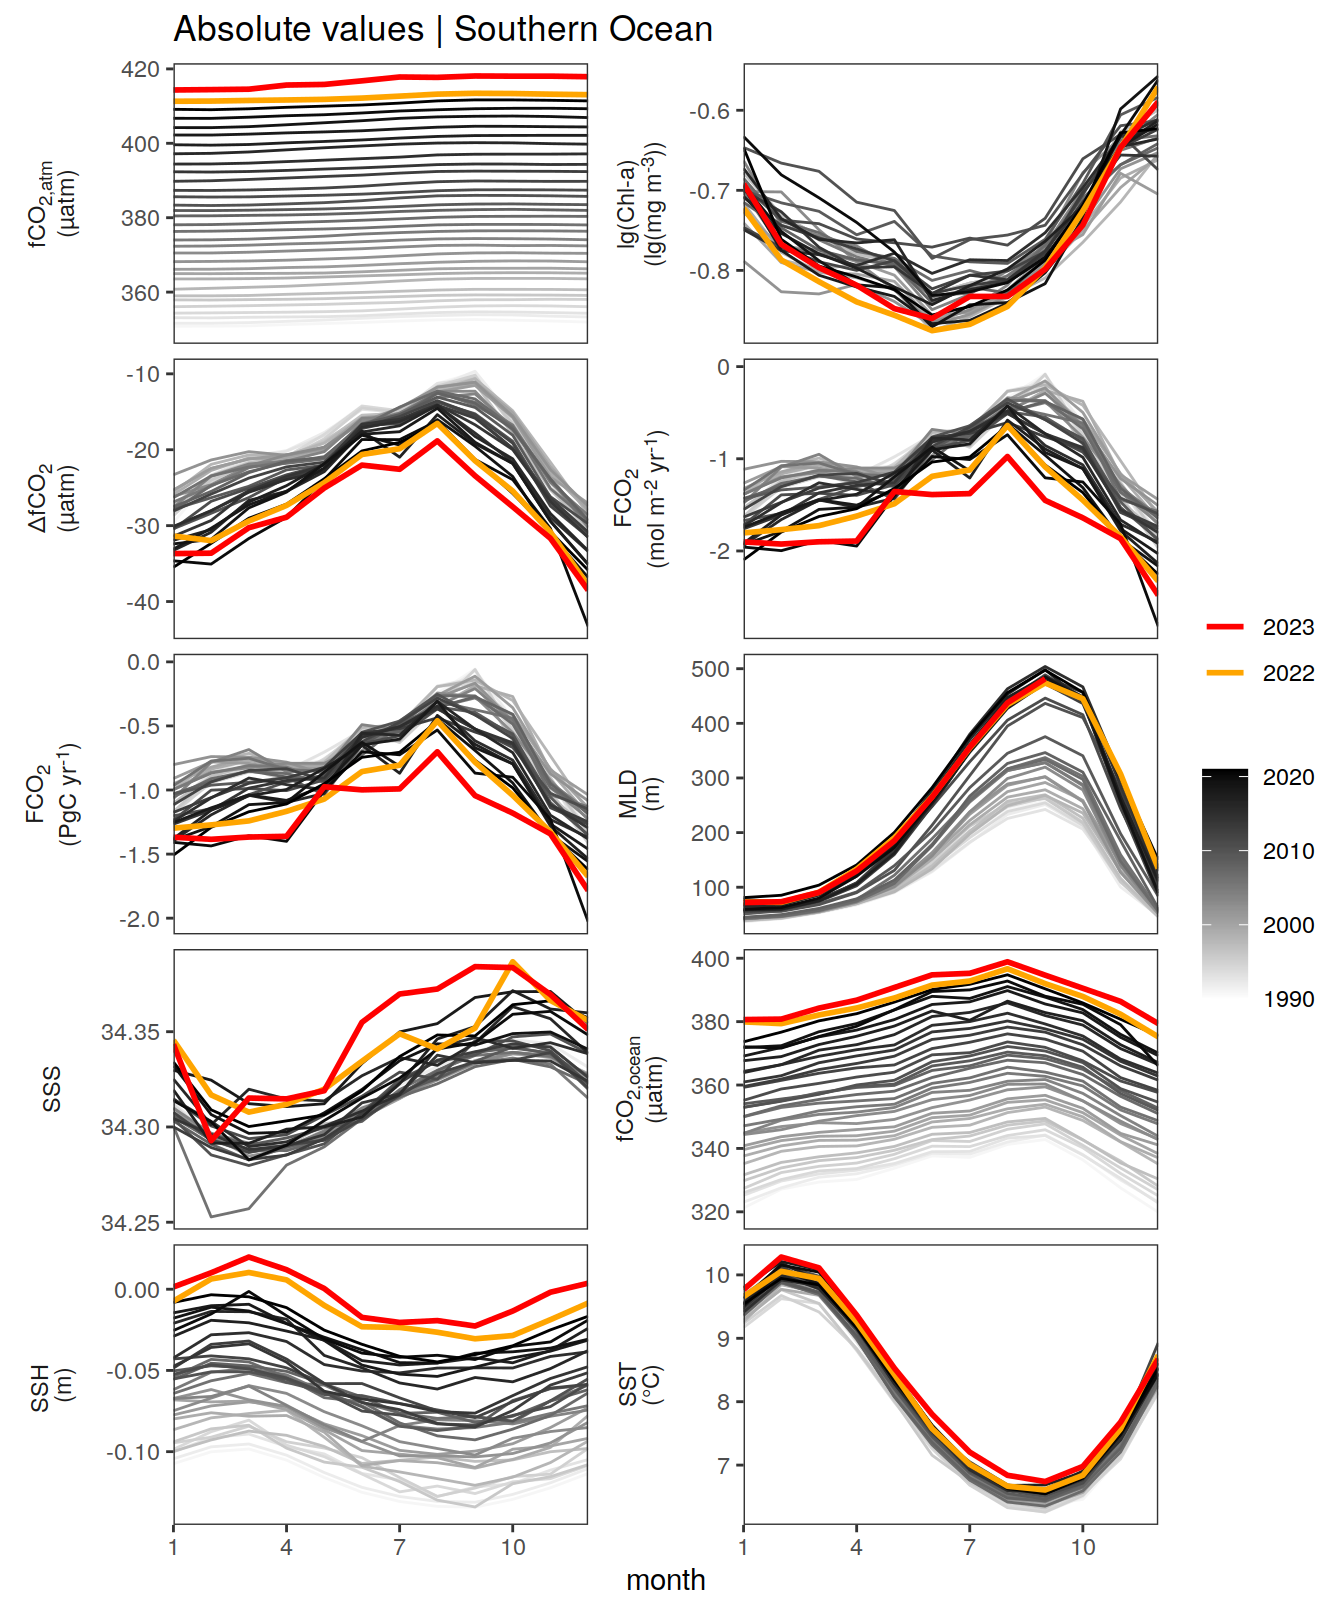 Absolute values | Southern Ocean
fCO2,atm
(µatm)
420
400
380
360
lg(Chl-a)
(lg(mg m-3))
-0.6
-0.7
-0.8
ΔfCO2
(µatm)
-10
-20
-30
-40
FCO2
(mol m-2 yr-1)
0
-1
-2
FCO2
(PgC yr-1)
0.0
-0.5
-1.0
-1.5
-2.0
MLD
(m)
500
400
300
200
100
SSS
34.35
34.30
34.25
fCO2,ocean
(µatm)
400
380
360
340
320
SSH
(m)
0.00
-0.05
-0.10
SST
(°C)
10
9
8
7
1 4 7 10
1 4 7 10
month
2023
2022
2020
2010
2000
1990